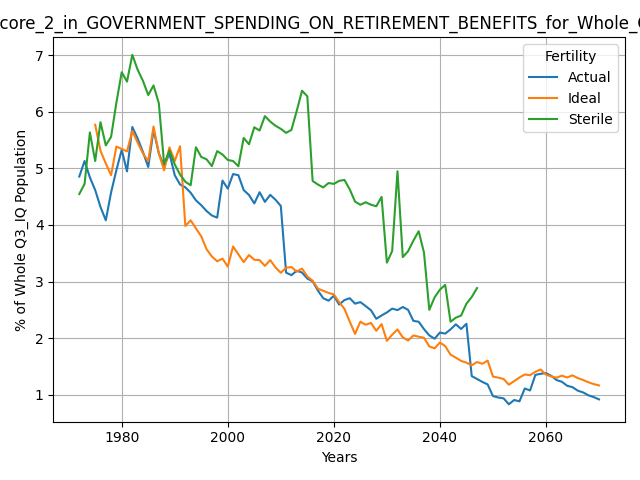 core_2_in_GOVERNMENT_SPENDING_ON_RETIREMENT_BENEFITS_for_Whole_
Fertility
Actual
Ideal
Sterile
% of Whole Q3_IQ Population
7
6
5
4
3
2
1
1980
2000
2020
2040
2060
Years